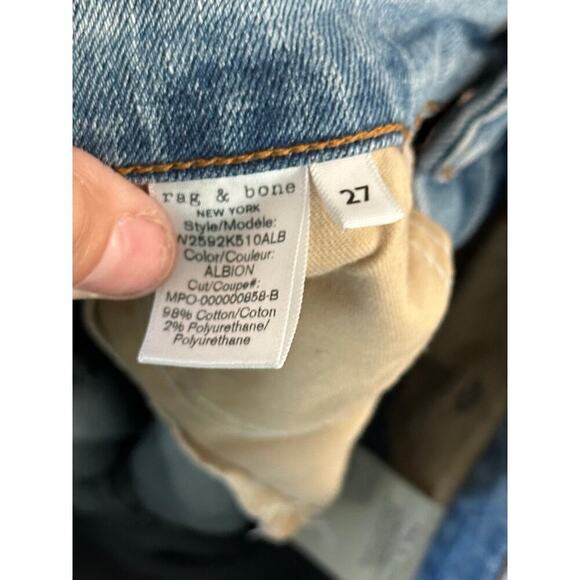 rag & bone
NEW YORK
Style/Modèle:
W2592K510ALB
Color/Couleur:
ALBION
Cut/Coupe#:
MPO-000000858-B
98% Cotton/Coton
2% Polyurethane/
Polyurethane
27